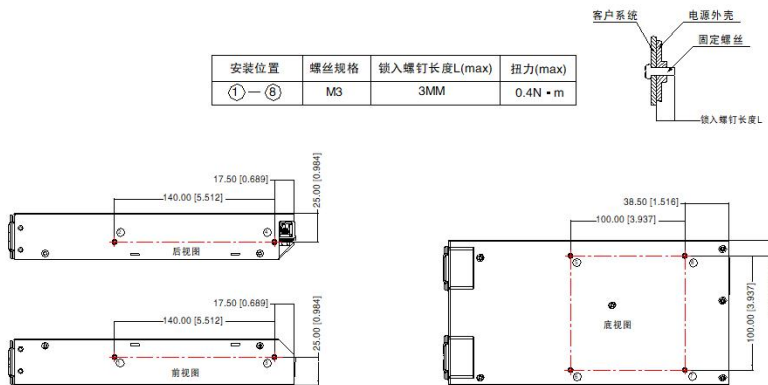 客户系统
电源外壳
固定螺丝
锁入螺钉长度L
安装位置 螺丝规格 锁入螺钉长度L(max) 扭力(max)
①—⑧ M3 3MM 0.4N▪m
17.50 [0.689]
140.00 [5.512]
25.00 [0.984]
后视图
17.50 [0.689]
140.00 [5.512]
25.00 [0.984]
前视图
38.50 [1.516]
100.00 [3.937]
100.00 [3.937]
底视图